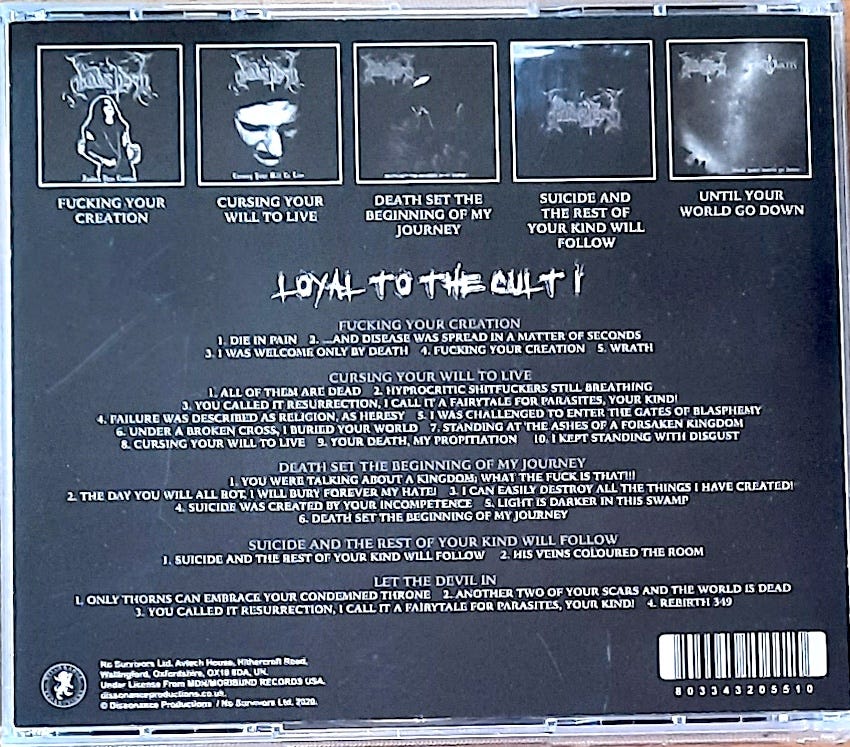 FUCKING YOUR
CREATION
CURSING YOUR
WILL TO LIVE
DEATH SET THE
BEGINNING OF MY
JOURNEY
SUICIDE AND
THE REST OF
YOUR KIND WILL
FOLLOW
UNTIL YOUR
WORLD GO DOWN
LOYAL TO THE CULT I
FUCKING YOUR CREATION
1. DIE IN PAIN 2. ...AND DISEASE WAS SPREAD IN A MATTER OF SECONDS
3. I WAS WELCOME ONLY BY DEATH 4. FUCKING YOUR CREATION 5. WRATH
CURSING YOUR WILL TO LIVE
1. ALL OF THEM ARE DEAD 2. HYPROCRITIC SHITFUCKERS STILL BREATHING
3. YOU CALLED IT RESURRECTION, I CALL IT A FAIRYTALE FOR PARASITES, YOUR KIND!
4. FAILURE WAS DESCRIBED AS RELIGION, AS HERESY 5. I WAS CHALLENGED TO ENTER THE GATES OF BLASPHEMY
6. UNDER A BROKEN CROSS, I BURIED YOUR WORLD 7. STANDING AT THE ASHES OF A FORSAKEN KINGDOM
8. CURSING YOUR WILL TO LIVE 9. YOUR DEATH, MY PROPITIATION 10. I KEPT STANDING WITH DISGUST
DEATH SET THE BEGINNING OF MY JOURNEY
1. YOU WERE TALKING ABOUT A KINGDOM; WHAT THE FUCK IS THAT!!!
2. THE DAY YOU WILL ALL ROT, I WILL BURY FOREVER MY HATE! 3. I CAN EASILY DESTROY ALL THE THINGS I HAVE CREATED!
4. SUICIDE WAS CREATED BY YOUR INCOMPETENCE 5. LIGHT IS DARKER IN THIS SWAMP
6. DEATH SET THE BEGINNING OF MY JOURNEY
SUICIDE AND THE REST OF YOUR KIND WILL FOLLOW
1. SUICIDE AND THE REST OF YOUR KIND WILL FOLLOW 2. HIS VEINS COLOURED THE ROOM
LET THE DEVIL IN
1. ONLY THORNS CAN EMBRACE YOUR CONDEMNED THRONE 2. ANOTHER TWO OF YOUR SCARS AND THE WORLD IS DEAD
3. YOU CALLED IT RESURRECTION, I CALL IT A FAIRYTALE FOR PARASITES, YOUR KIND! 4. REBIRTH 349
No Survivors Ltd. Avtech House, Hithercroft Road,
Wallingford, Oxfordshire, OX10 9DA, UK.
Under License From MDN/MORIBUND RECORDS USA.
dissonanceproductions.co.uk.
© Dissonance Productions / No Survivors Ltd, 2020.
803343205510